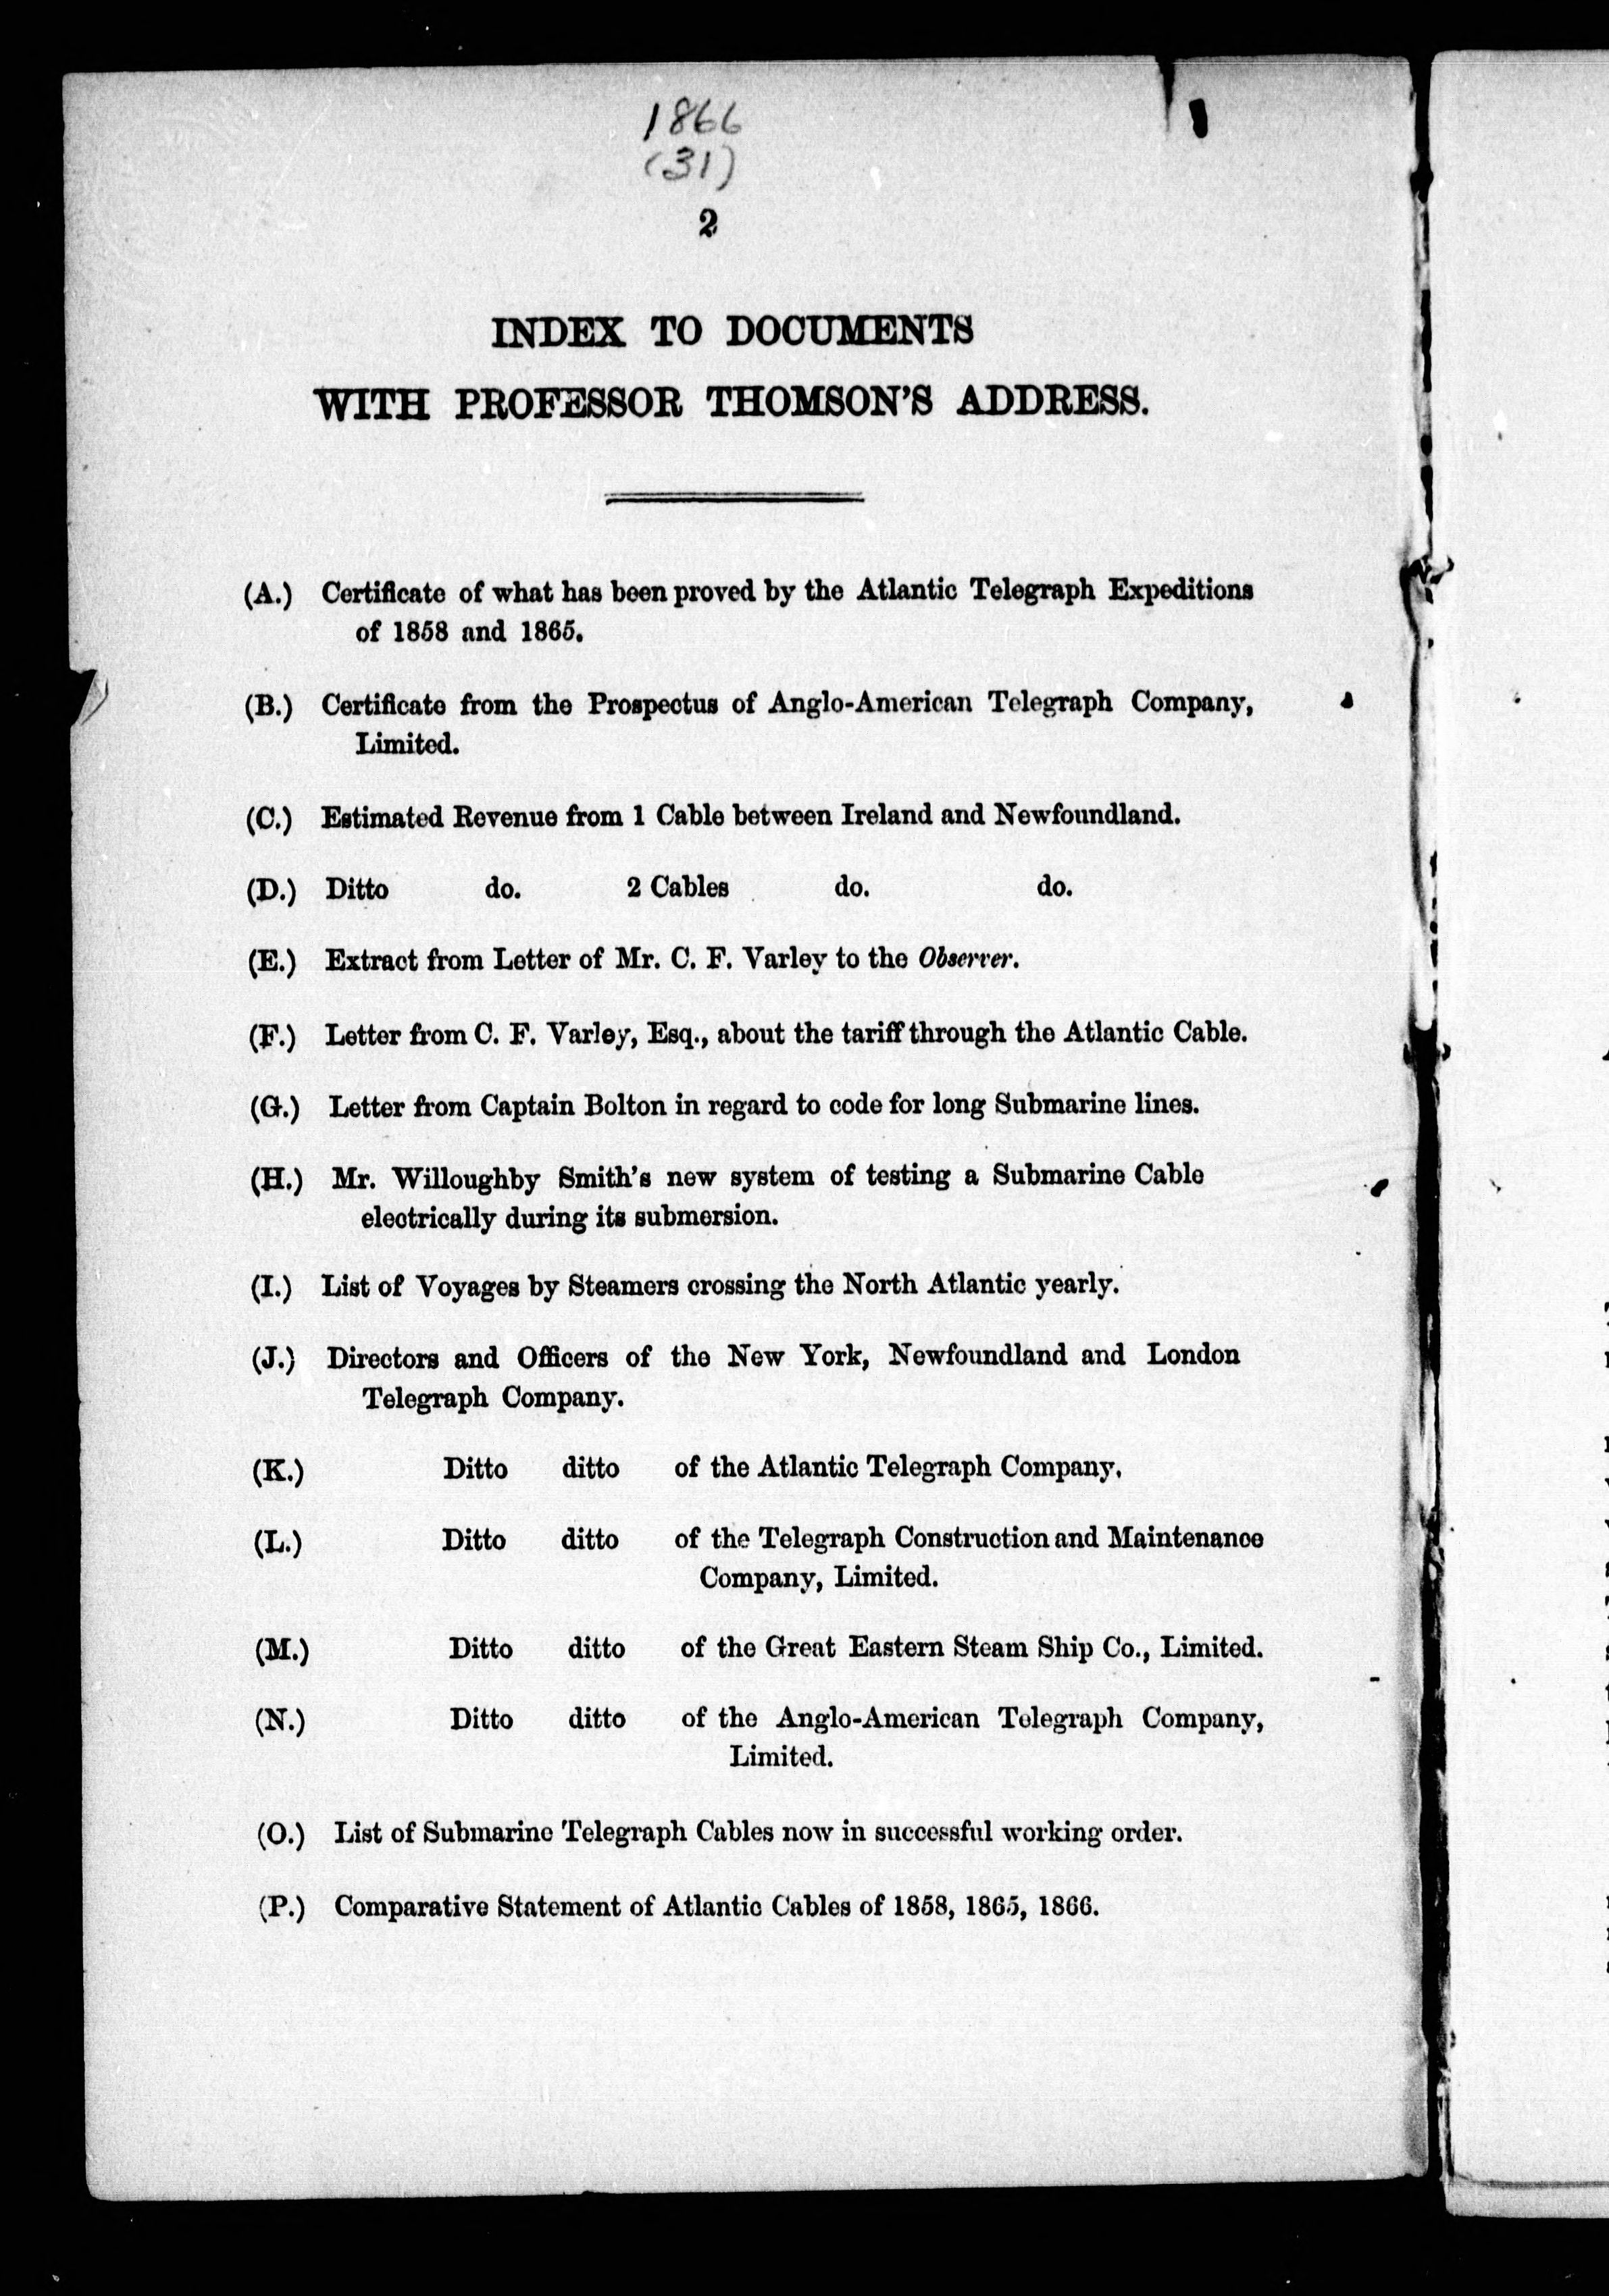 1866
(31)
2
INDEX TO DOCUMENTS
WITH PROFESSOR THOMSON'S ADDRESS.
(A.) Certificate of what has been proved by the Atlantic Telegraph Expeditions
of 1858 and 1865.
(B.) Certificate from the Prospectus of Anglo-American Telegraph Company,
Limited.
(C.) Estimated Revenue from 1 Cable between Ireland and Newfoundland.
(D.) Ditto do. 2 Cables do. do.
(E.) Extract from Letter of Mr. C. F. Varley to the Observer.
(F.) Letter from C. F. Varley, Esq., about the tariff through the Atlantic Cable.
(G.) Letter from Captain Bolton in regard to code for long Submarine lines.
(H.) Mr. Willoughby Smith's new system of testing a Submarine Cable
electrically during its submersion.
(I.) List of Voyages by Steamers crossing the North Atlantic yearly.
(J.) Directors and Officers of the New York, Newfoundland and London
Telegraph Company.
(K.) Ditto ditto of the Atlantic Telegraph Company.
(L.) Ditto ditto of the Telegraph Construction and Maintenance
Company, Limited.
(M.) Ditto ditto of the Great Eastern Steam Ship Co., Limited.
(N.) Ditto ditto of the Anglo-American Telegraph Company,
Limited.
(O.) List of Submarine Telegraph Cables now in successful working order.
(P.) Comparative Statement of Atlantic Cables of 1858, 1865, 1866.